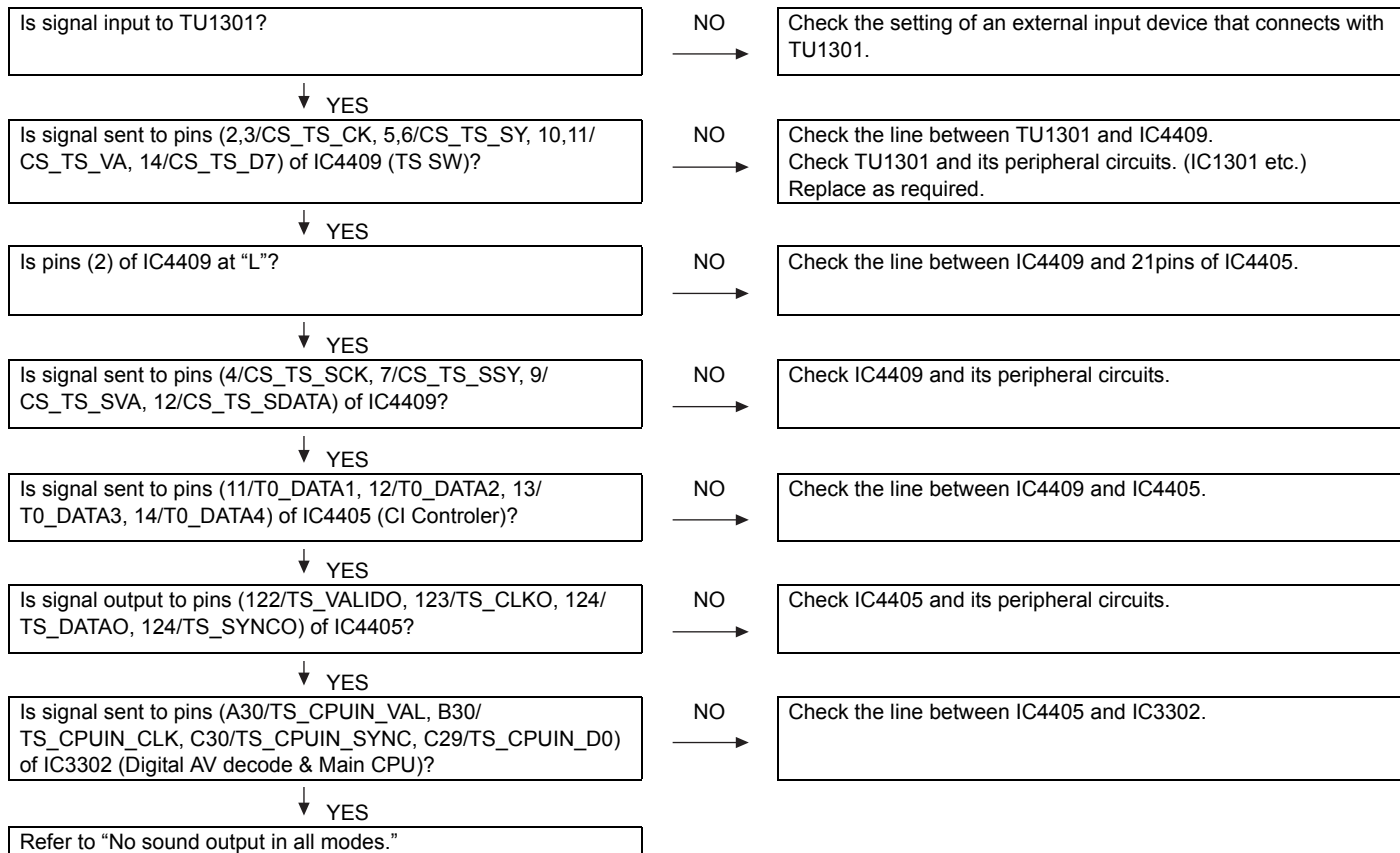 Is signal input to TU1301?
NO
Check the setting of an external input device that connects with
TU1301.
YES
Is signal sent to pins (2,3/CS_TS_CK, 5,6/CS_TS_SY, 10,11/
CS_TS_VA, 14/CS_TS_D7) of IC4409 (TS SW)?
NO
Check the line between TU1301 and IC4409.
Check TU1301 and its peripheral circuits. (IC1301 etc.)
Replace as required.
YES
Is pins (2) of IC4409 at “L”?
NO
Check the line between IC4409 and 21pins of IC4405.
YES
Is signal sent to pins (4/CS_TS_SCK, 7/CS_TS_SSY, 9/
CS_TS_SVA, 12/CS_TS_SDATA) of IC4409?
NO
Check IC4409 and its peripheral circuits.
YES
Is signal sent to pins (11/T0_DATA1, 12/T0_DATA2, 13/
T0_DATA3, 14/T0_DATA4) of IC4405 (CI Controler)?
NO
Check the line between IC4409 and IC4405.
YES
Is signal output to pins (122/TS_VALIDO, 123/TS_CLKO, 124/
TS_DATAO, 124/TS_SYNCO) of IC4405?
NO
Check IC4405 and its peripheral circuits.
YES
Is signal sent to pins (A30/TS_CPUIN_VAL, B30/
TS_CPUIN_CLK, C30/TS_CPUIN_SYNC, C29/TS_CPUIN_D0)
of IC3302 (Digital AV decode & Main CPU)?
NO
Check the line between IC4405 and IC3302.
YES
Refer to “No sound output in all modes.”